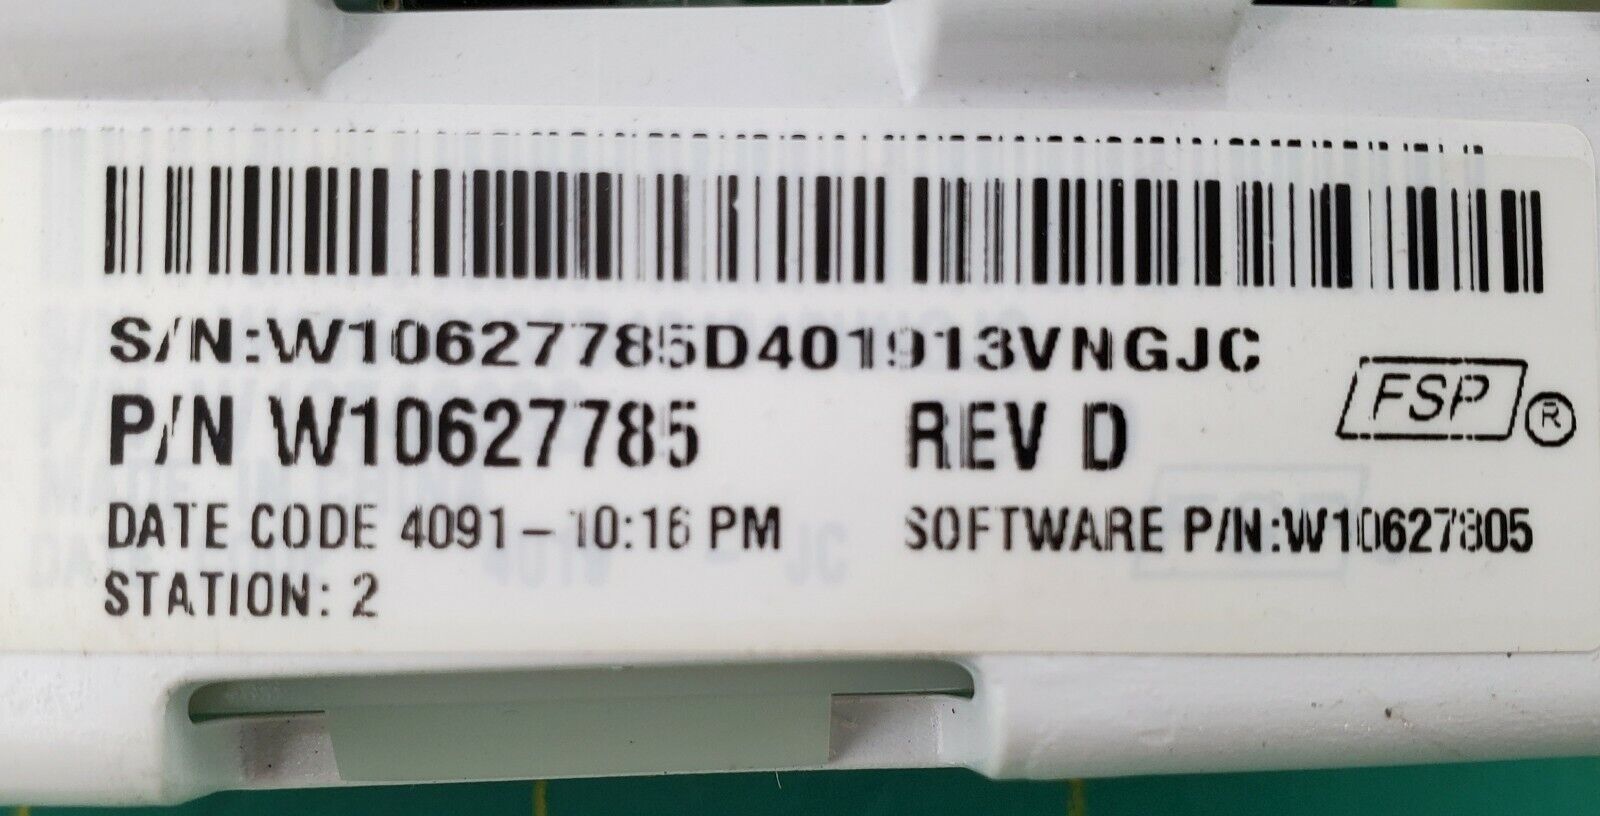 S/N:W10627785D401913VNGJC
P/N W10627785 REV D FSP ®
DATE CODE 4091-10:16 PM SOFTWARE P/N:W10627805
STATION: 2